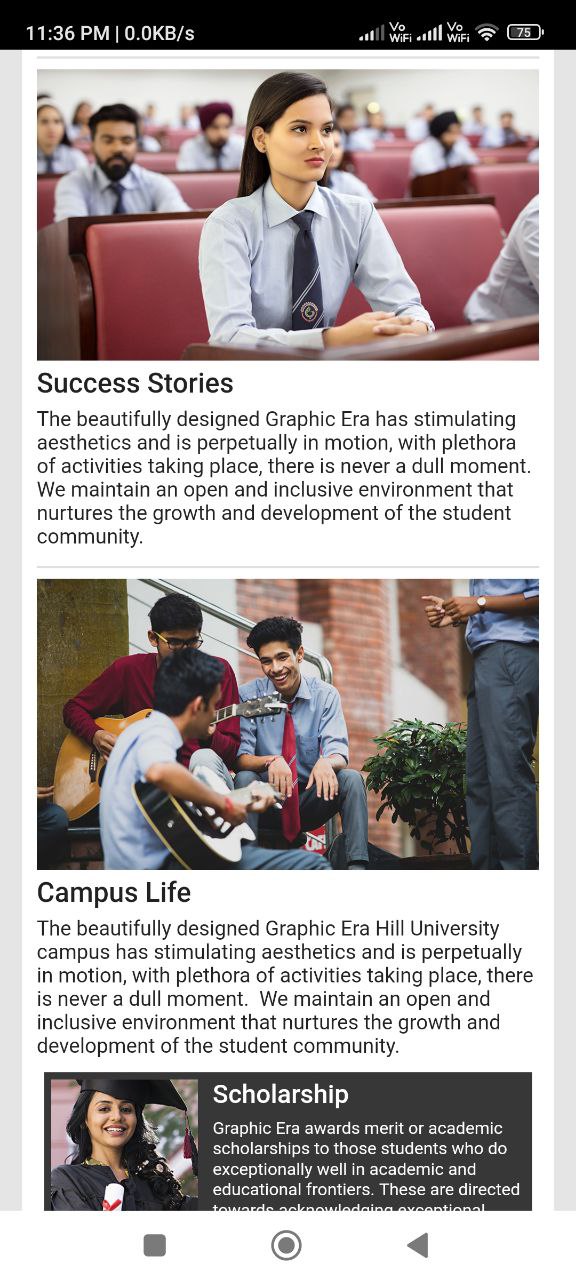 11:36 PM | 0.0KB/s
Vo WiFi
Vo WiFi
75
Success Stories
The beautifully designed Graphic Era has stimulating
aesthetics and is perpetually in motion, with plethora
of activities taking place, there is never a dull moment.
We maintain an open and inclusive environment that
nurtures the growth and development of the student
community.
Campus Life
The beautifully designed Graphic Era Hill University
campus has stimulating aesthetics and is perpetually
in motion, with plethora of activities taking place, there
is never a dull moment.  We maintain an open and
inclusive environment that nurtures the growth and
development of the student community.
Scholarship
Graphic Era awards merit or academic
scholarships to those students who do
exceptionally well in academic and
educational frontiers. These are directed
towards acknowledging exceptional